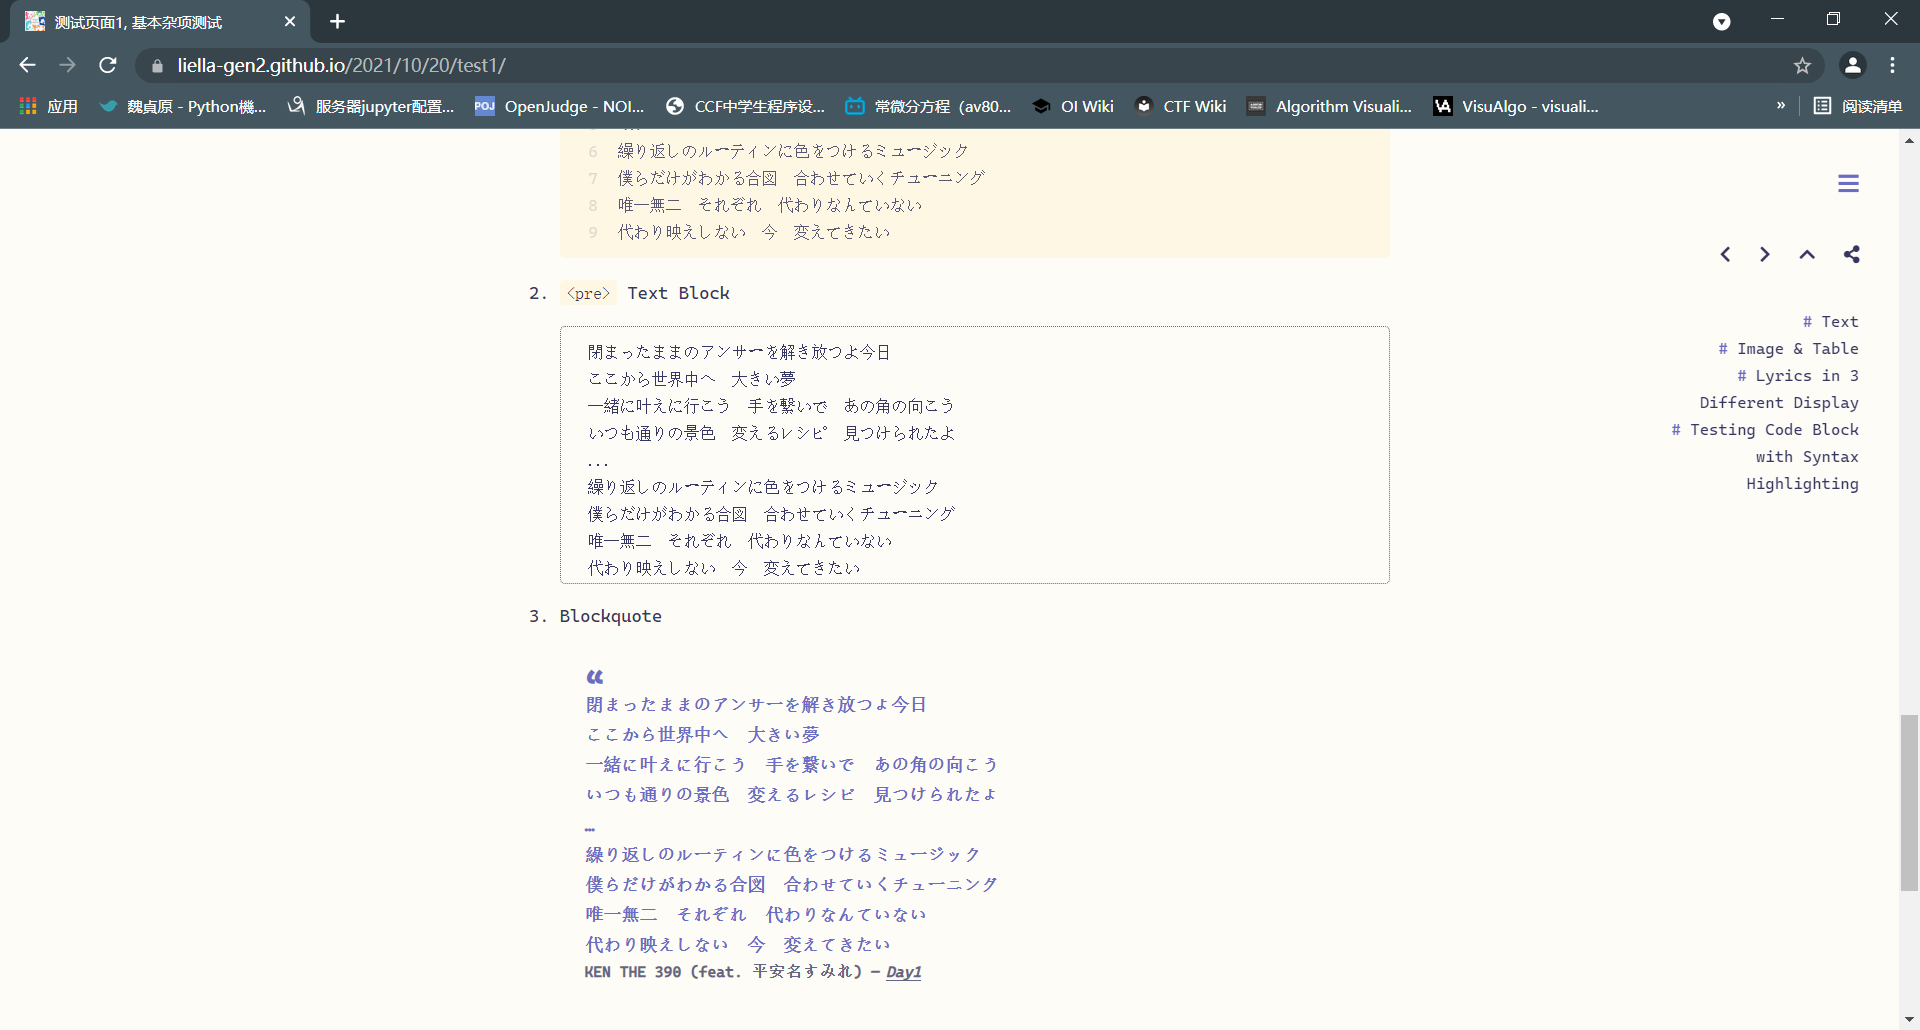 测试页面1, 基本杂项测试
liella-gen2.github.io/2021/10/20/test1/
应用
魏贞原 - Python機...
服务器jupyter配置...
POJ OpenJudge - NOI...
CCF中学生程序设...
常微分方程（av80...
OI Wiki
CTF Wiki
Algorithm Visuali...
VisuAlgo - visuali...
»
阅读清单
6 繰り返しのルーティンに色をつけるミュージック
7 僕らだけがわかる合図　合わせていくチューニング
8 唯一無二　それぞれ　代わりなんていない
9 代わり映えしない　今　変えてきたい
2. <pre> Text Block
閉まったままのアンサーを解き放つよ今日
ここから世界中へ　大きい夢
一緒に叶えに行こう　手を繋いで　あの角の向こう
いつも通りの景色　変えるレシピ　見つけられたよ
...
繰り返しのルーティンに色をつけるミュージック
僕らだけがわかる合図　合わせていくチューニング
唯一無二　それぞれ　代わりなんていない
代わり映えしない　今　変えてきたい
3. Blockquote
“
閉まったままのアンサーを解き放つよ今日
ここから世界中へ　大きい夢
一緒に叶えに行こう　手を繋いで　あの角の向こう
いつも通りの景色　変えるレシピ　見つけられたよ
…
繰り返しのルーティンに色をつけるミュージック
僕らだけがわかる合図　合わせていくチューニング
唯一無二　それぞれ　代わりなんていない
代わり映えしない　今　変えてきたい
KEN THE 390 (feat. 平安名すみれ) — Day1
# Text
# Image & Table
# Lyrics in 3
Different Display
# Testing Code Block
with Syntax
Highlighting